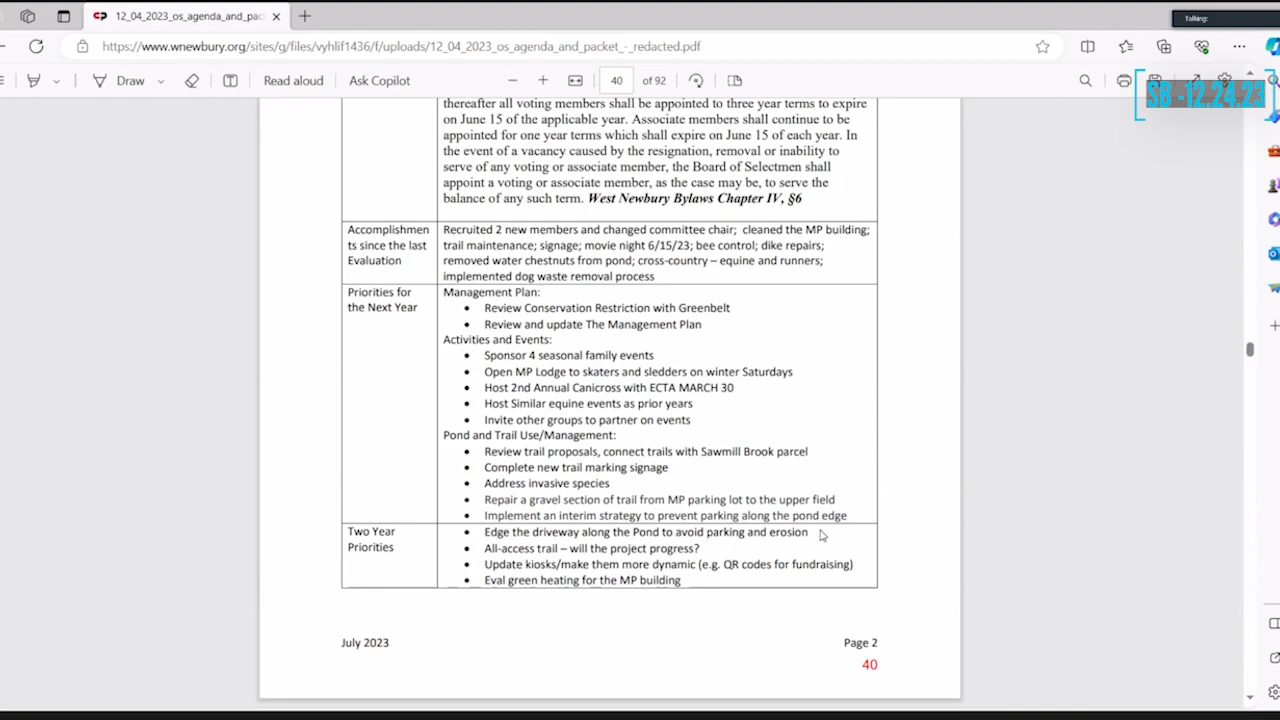 12_04_2023_os_agenda_and_pac
Talking:
https://www.wnewbury.org/sites/g/files/vyhlif1436/f/uploads/12_04_2023_os_agenda_and_packet_-_redacted.pdf
Draw
Read aloud
Ask Copilot
40 of 92
SB -12.24.23
thereafter all voting members shall be appointed to three year terms to expire
on June 15 of the applicable year. Associate members shall continue to be
appointed for one year terms which shall expire on June 15 of each year. In
the event of a vacancy caused by the resignation, removal or inability to
serve of any voting or associate member, the Board of Selectmen shall
appoint a voting or associate member, as the case may be, to serve the
balance of any such term. West Newbury Bylaws Chapter IV, §6
Accomplishmen
ts since the last
Evaluation
Recruited 2 new members and changed committee chair; cleaned the MP building;
trail maintenance; signage; movie night 6/15/23; bee control; dike repairs;
removed water chestnuts from pond; cross-country – equine and runners;
implemented dog waste removal process
Priorities for
the Next Year
Management Plan:
• Review Conservation Restriction with Greenbelt
• Review and update The Management Plan
Activities and Events:
• Sponsor 4 seasonal family events
• Open MP Lodge to skaters and sledders on winter Saturdays
• Host 2nd Annual Canicross with ECTA MARCH 30
• Host Similar equine events as prior years
• Invite other groups to partner on events
Pond and Trail Use/Management:
• Review trail proposals, connect trails with Sawmill Brook parcel
• Complete new trail marking signage
• Address invasive species
• Repair a gravel section of trail from MP parking lot to the upper field
• Implement an interim strategy to prevent parking along the pond edge
Two Year
Priorities
• Edge the driveway along the Pond to avoid parking and erosion
• All-access trail – will the project progress?
• Update kiosks/make them more dynamic (e.g. QR codes for fundraising)
• Eval green heating for the MP building
July 2023
Page 2
40